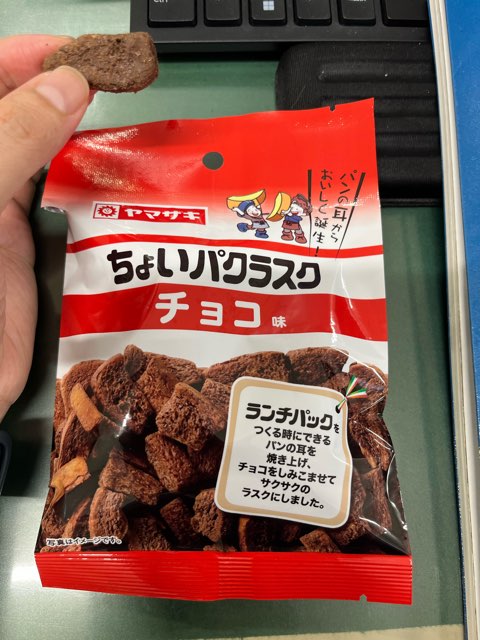 パンの耳から
おいしく誕生!
ヤマザキ
ちょいパクラスク
チョコ味
ランチパックを
つくる時にできる
パンの耳を
焼き上げ、
チョコをしみこませて
サクサクの
ラスクにしました。
写真はイメージです。